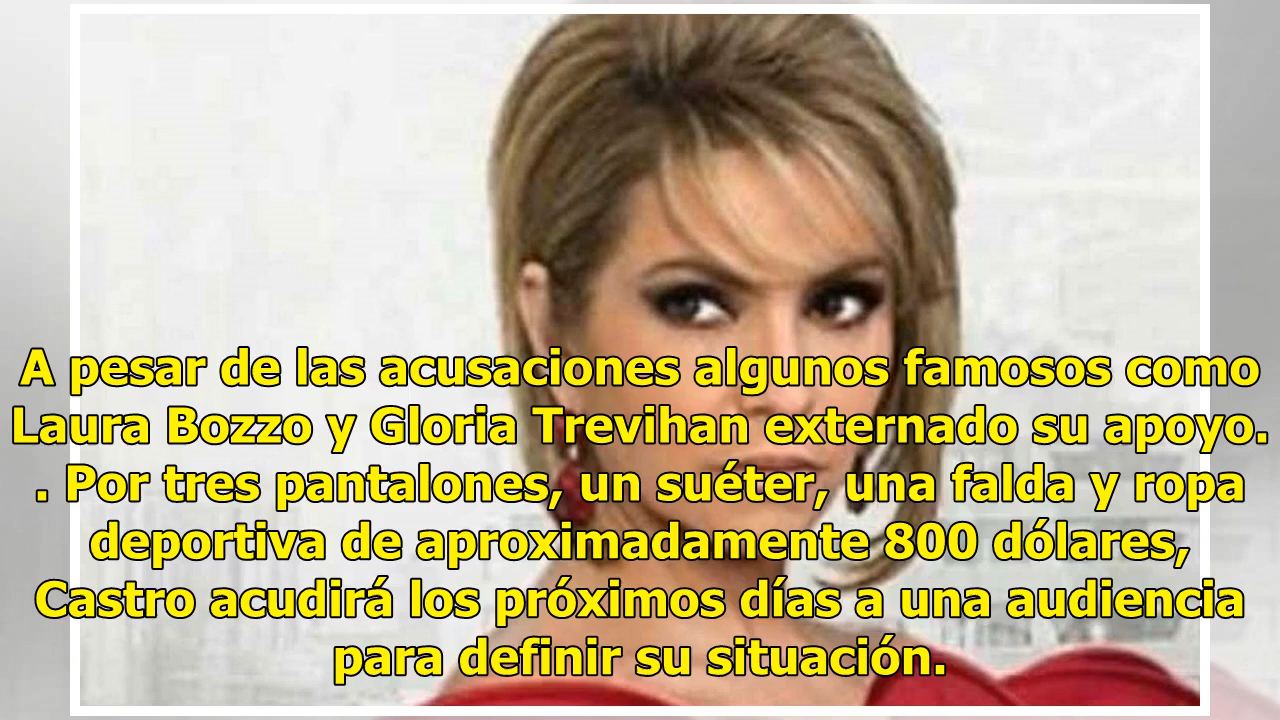 A pesar de las acusaciones algunos famosos como
Laura Bozzo y Gloria Trevihan externado su apoyo.
. Por tres pantalones, un suéter, una falda y ropa
deportiva de aproximadamente 800 dólares,
Castro acudirá los próximos días a una audiencia
para definir su situación.